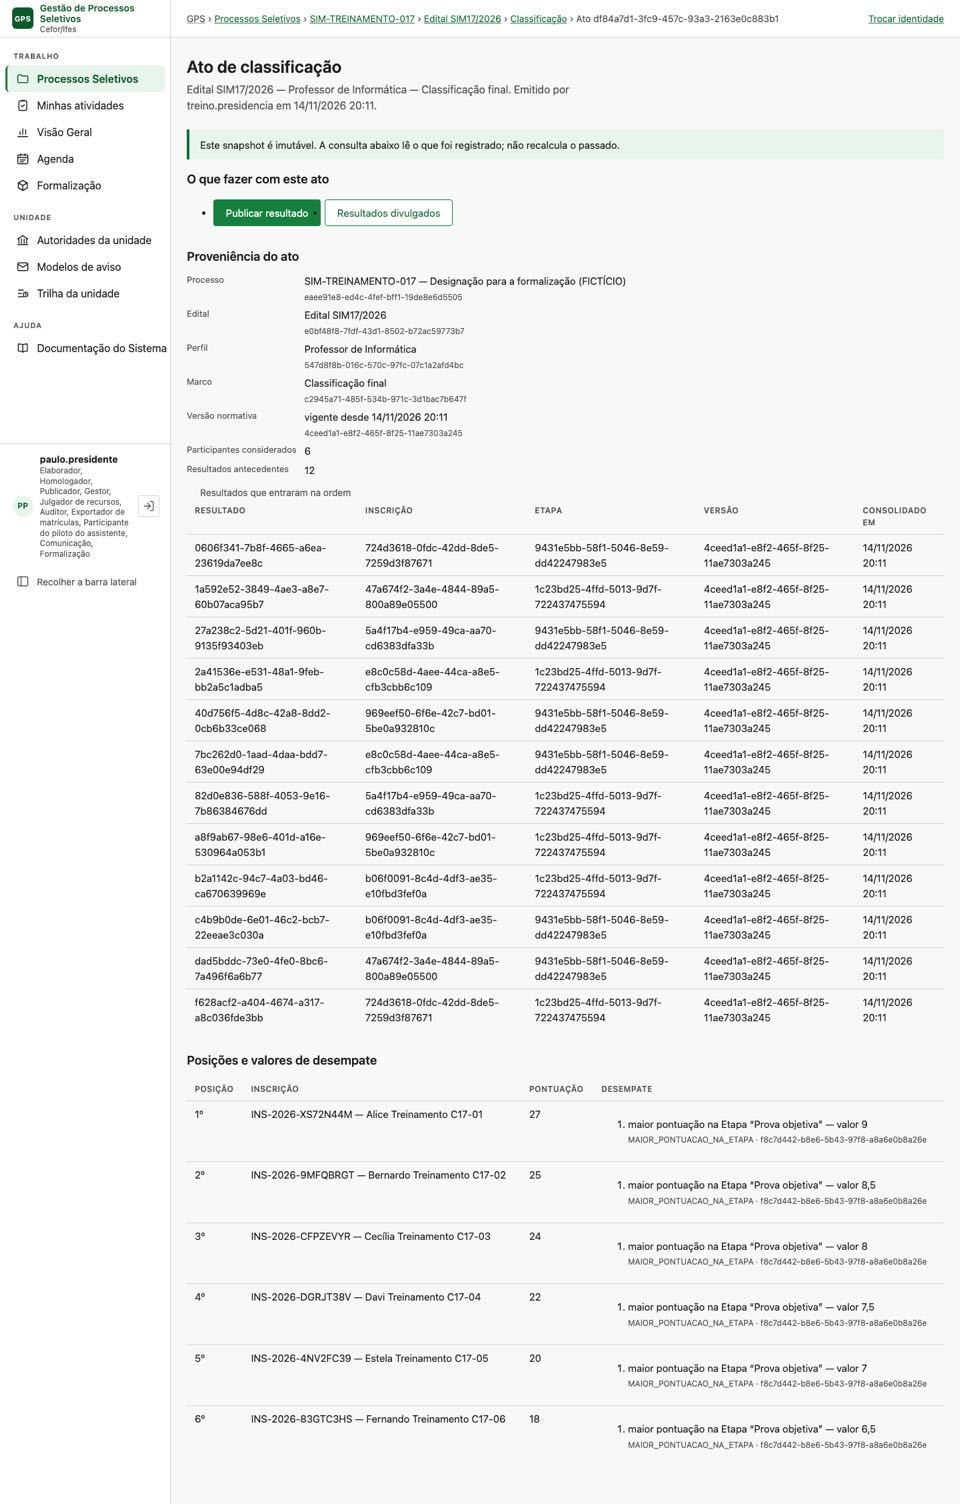 GPS
Gestão de Processos
Seletivos
Cefor/Ifes
GPS › Processos Seletivos › SIM-TREINAMENTO-017 › Edital SIM17/2026 › Classificação › Ato df84a7d1-3fc9-457c-93a3-2163e0c883b1
Trocar identidade
TRABALHO
Processos Seletivos
Minhas atividades
Visão Geral
Agenda
Formalização
UNIDADE
Autoridades da unidade
Modelos de aviso
Trilha da unidade
AJUDA
Documentação do Sistema
PP
paulo.presidente
Elaborador,
Homologador,
Publicador, Gestor,
Julgador de recursos,
Auditor, Exportador de
matrículas, Participante
do piloto do assistente,
Comunicação,
Formalização
Recolher a barra lateral
Ato de classificação
Edital SIM17/2026 — Professor de Informática — Classificação final. Emitido por
treino.presidencia em 14/11/2026 20:11.
Este snapshot é imutável. A consulta abaixo lê o que foi registrado; não recalcula o passado.
O que fazer com este ato
• Publicar resultado • Resultados divulgados
Proveniência do ato
Processo SIM-TREINAMENTO-017 — Designação para a formalização (FICTÍCIO)
eaee91e8-ed4c-4fef-bff1-19de8e6d5505
Edital Edital SIM17/2026
e0bf48f8-7fdf-43d1-8502-b72ac59773b7
Perfil Professor de Informática
547d8f8b-016c-570c-97fc-07c1a2afd4bc
Marco Classificação final
c2945a71-485f-534b-971c-3d1bac7b647f
Versão normativa vigente desde 14/11/2026 20:11
4ceed1a1-e8f2-465f-8f25-11ae7303a245
Participantes considerados 6
Resultados antecedentes 12
Resultados que entraram na ordem
RESULTADO INSCRIÇÃO ETAPA VERSÃO CONSOLIDADO
EM
0606f341-7b8f-4665-a6ea- 724d3618-0fdc-42dd-8de5- 9431e5bb-58f1-5046-8e59- 4ceed1a1-e8f2-465f-8f25- 14/11/2026
23619da7ee8c 7259d3f87671 dd42247983e5 11ae7303a245 20:11
1a592e52-3849-4ae3-a8e7- 47a674f2-3a4e-4844-89a5- 1c23bd25-4ffd-5013-9d7f- 4ceed1a1-e8f2-465f-8f25- 14/11/2026
60b07aca95b7 800a89e05500 722437475594 11ae7303a245 20:11
27a238c2-5d21-401f-960b- 5a4f17b4-e959-49ca-aa70- 9431e5bb-58f1-5046-8e59- 4ceed1a1-e8f2-465f-8f25- 14/11/2026
9135f93403eb cd6383dfa33b dd42247983e5 11ae7303a245 20:11
2a41536e-e531-48a1-9feb- e8c0c58d-4aee-44ca-a8e5- 1c23bd25-4ffd-5013-9d7f- 4ceed1a1-e8f2-465f-8f25- 14/11/2026
bb2a5c1adba5 cfb3cbb6c109 722437475594 11ae7303a245 20:11
40d756f5-4d8c-42a8-8dd2- 969eef50-6f6e-42c7-bd01- 9431e5bb-58f1-5046-8e59- 4ceed1a1-e8f2-465f-8f25- 14/11/2026
0cb6b33ce068 5be0a932810c dd42247983e5 11ae7303a245 20:11
7bc262d0-1aad-4daa-bdd7- e8c0c58d-4aee-44ca-a8e5- 9431e5bb-58f1-5046-8e59- 4ceed1a1-e8f2-465f-8f25- 14/11/2026
63e00e94df29 cfb3cbb6c109 dd42247983e5 11ae7303a245 20:11
82d0e836-588f-4053-9e16- 5a4f17b4-e959-49ca-aa70- 1c23bd25-4ffd-5013-9d7f- 4ceed1a1-e8f2-465f-8f25- 14/11/2026
7b86384676dd cd6383dfa33b 722437475594 11ae7303a245 20:11
a8f9ab67-98e6-401d-a16e- 969eef50-6f6e-42c7-bd01- 1c23bd25-4ffd-5013-9d7f- 4ceed1a1-e8f2-465f-8f25- 14/11/2026
530964a053b1 5be0a932810c 722437475594 11ae7303a245 20:11
b2a1142c-94c7-4a03-bd46- b06f0091-8c4d-4df3-ae35- 1c23bd25-4ffd-5013-9d7f- 4ceed1a1-e8f2-465f-8f25- 14/11/2026
ca670639969e e10fbd3fef0a 722437475594 11ae7303a245 20:11
c4b9b0de-6e01-46c2-bcb7- b06f0091-8c4d-4df3-ae35- 9431e5bb-58f1-5046-8e59- 4ceed1a1-e8f2-465f-8f25- 14/11/2026
22eeae3c030a e10fbd3fef0a dd42247983e5 11ae7303a245 20:11
dad5bddc-73e0-4fe0-8bc6- 47a674f2-3a4e-4844-89a5- 9431e5bb-58f1-5046-8e59- 4ceed1a1-e8f2-465f-8f25- 14/11/2026
7a496f6a6b77 800a89e05500 dd42247983e5 11ae7303a245 20:11
f628acf2-a404-4674-a317- 724d3618-0fdc-42dd-8de5- 1c23bd25-4ffd-5013-9d7f- 4ceed1a1-e8f2-465f-8f25- 14/11/2026
a8c036fde3bb 7259d3f87671 722437475594 11ae7303a245 20:11
Posições e valores de desempate
POSIÇÃO INSCRIÇÃO PONTUAÇÃO DESEMPATE
1º INS-2026-XS72N44M — Alice Treinamento C17-01 27
1. maior pontuação na Etapa “Prova objetiva” — valor 9
MAIOR_PONTUACAO_NA_ETAPA · f8c7d442-b8e6-5b43-97f8-a8a6e0b8a26e
2º INS-2026-9MFQBRGT — Bernardo Treinamento C17-02 25
1. maior pontuação na Etapa “Prova objetiva” — valor 8,5
MAIOR_PONTUACAO_NA_ETAPA · f8c7d442-b8e6-5b43-97f8-a8a6e0b8a26e
3º INS-2026-CFPZEVYR — Cecília Treinamento C17-03 24
1. maior pontuação na Etapa “Prova objetiva” — valor 8
MAIOR_PONTUACAO_NA_ETAPA · f8c7d442-b8e6-5b43-97f8-a8a6e0b8a26e
4º INS-2026-DGRJT38V — Davi Treinamento C17-04 22
1. maior pontuação na Etapa “Prova objetiva” — valor 7,5
MAIOR_PONTUACAO_NA_ETAPA · f8c7d442-b8e6-5b43-97f8-a8a6e0b8a26e
5º INS-2026-4NV2FC39 — Estela Treinamento C17-05 20
1. maior pontuação na Etapa “Prova objetiva” — valor 7
MAIOR_PONTUACAO_NA_ETAPA · f8c7d442-b8e6-5b43-97f8-a8a6e0b8a26e
6º INS-2026-83GTC3HS — Fernando Treinamento C17-06 18
1. maior pontuação na Etapa “Prova objetiva” — valor 6,5
MAIOR_PONTUACAO_NA_ETAPA · f8c7d442-b8e6-5b43-97f8-a8a6e0b8a26e